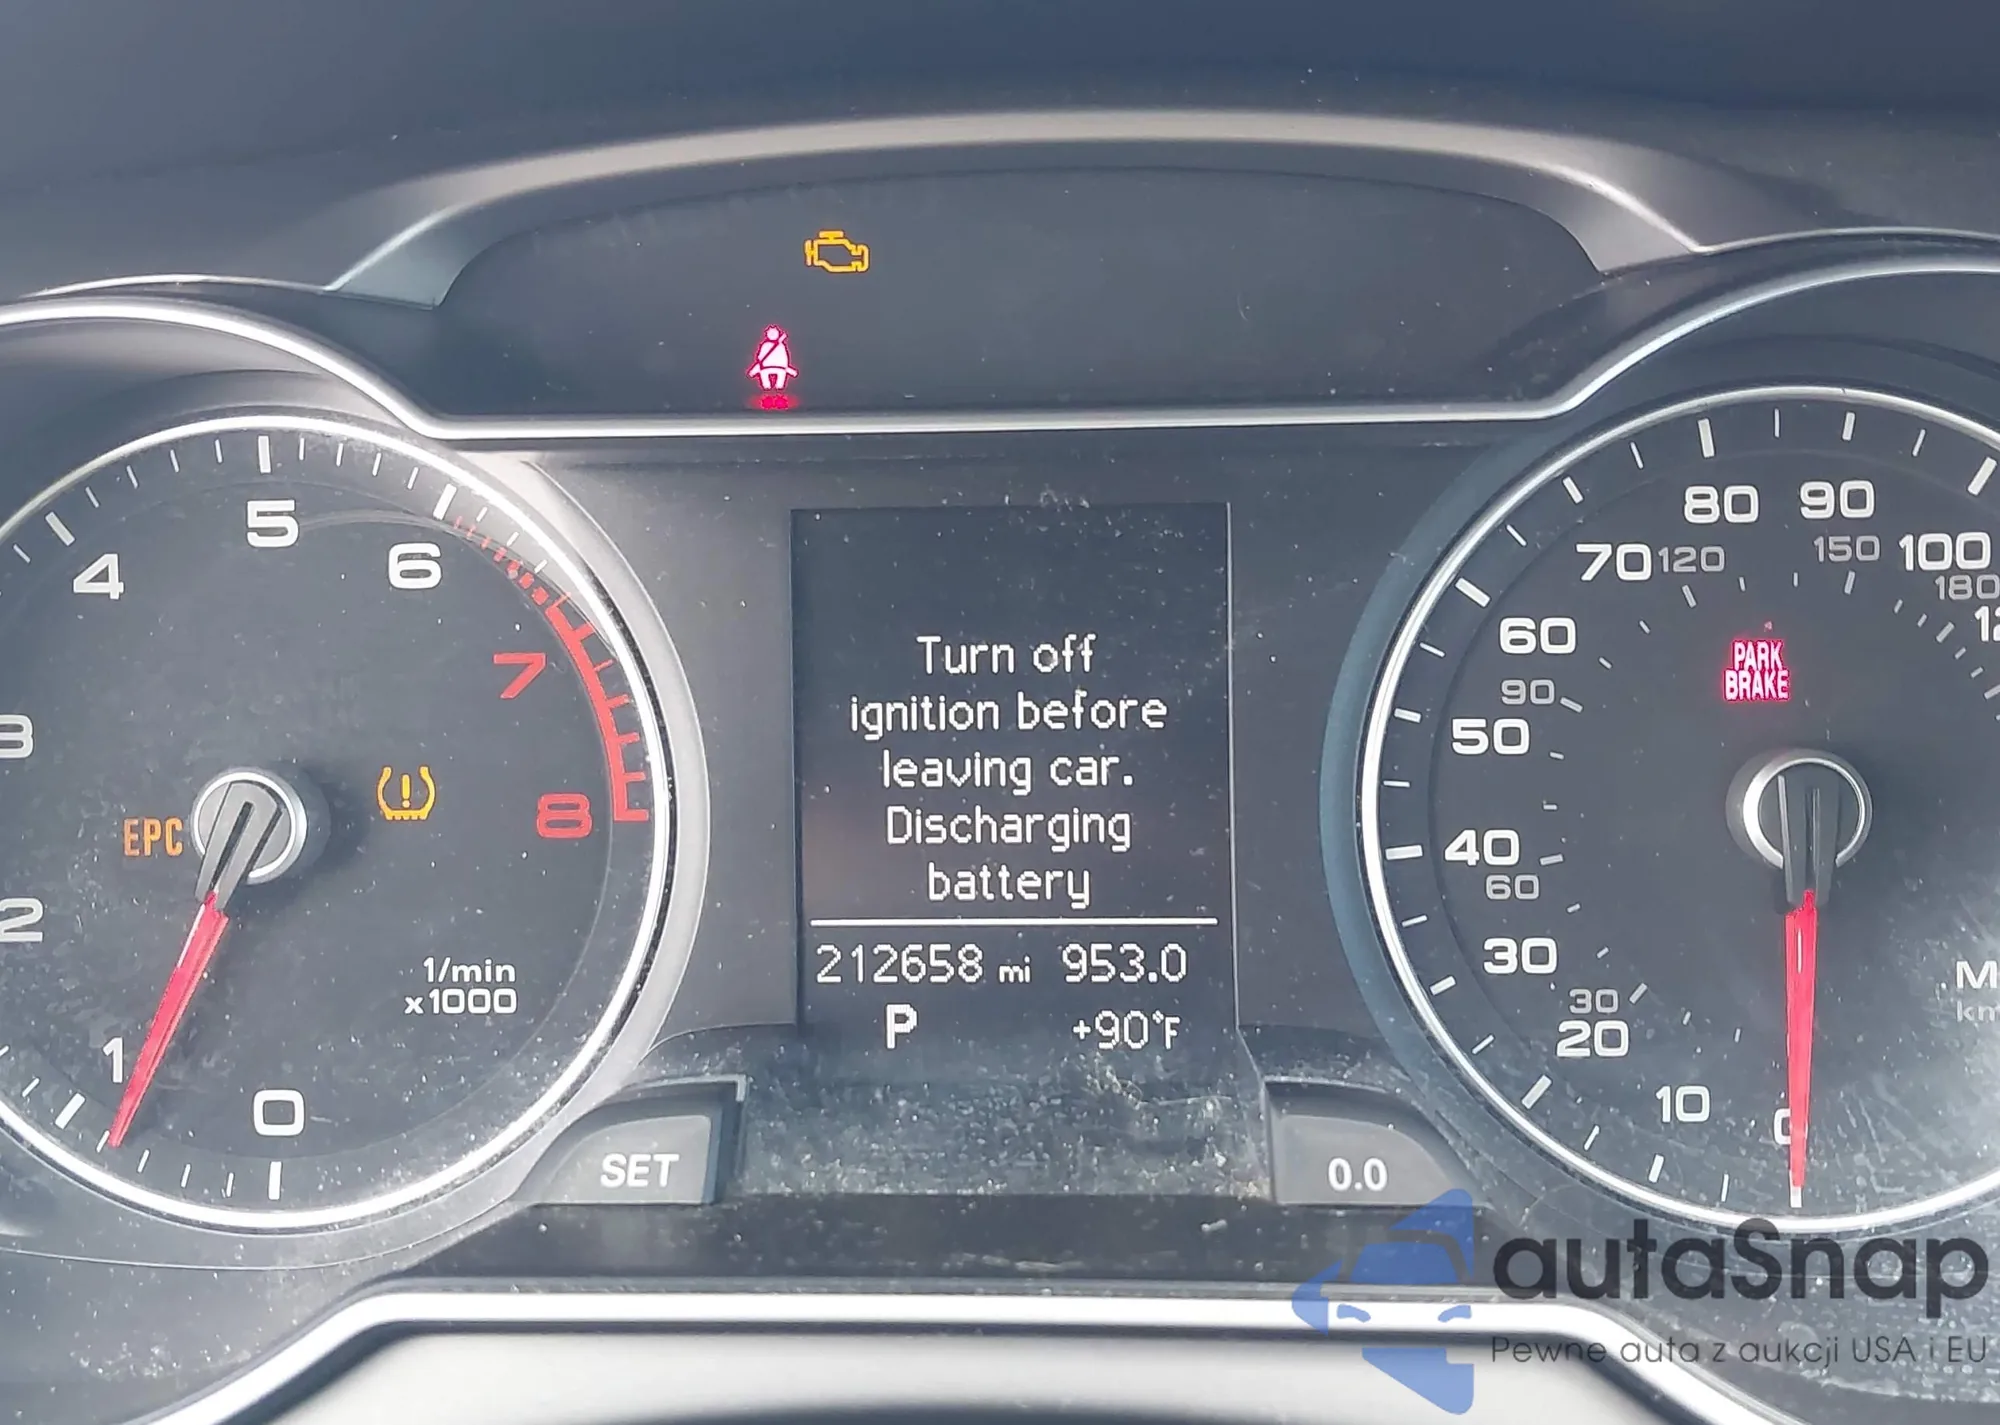 5
4
6
3
7
EPC
8
2
1/min
x1000
1
0
Turn off
ignition before
leaving car.
Discharging
battery
212658 mi 953.0
P +90°F
SET
0.0
80 90
70 120 150 100
180
60
PARK
BRAKE
90
50
40
60
30
30
20
10
0
autaSnap
Pewne auta z aukcji USA i EU